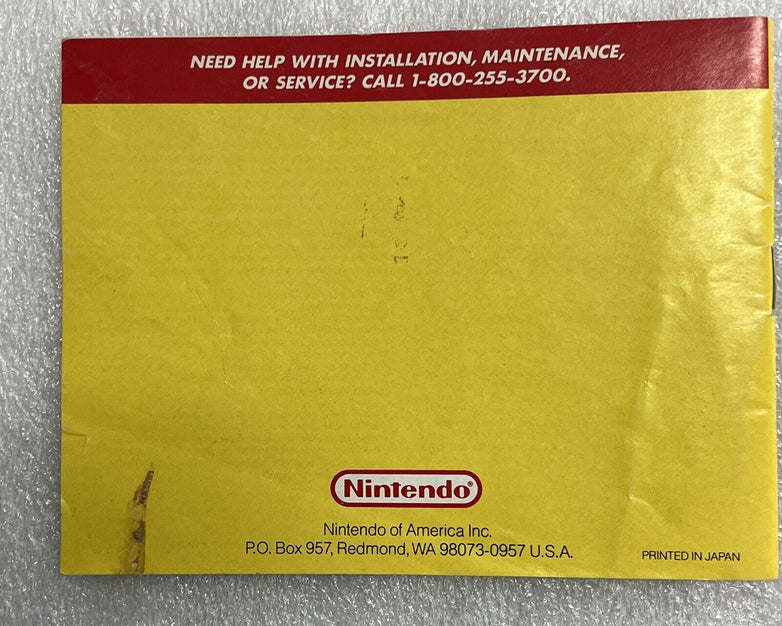 NEED HELP WITH INSTALLATION, MAINTENANCE,
OR SERVICE? CALL 1-800-255-3700.
Nintendo®
Nintendo of America Inc.
P.O. Box 957, Redmond, WA 98073-0957 U.S.A.
PRINTED IN JAPAN